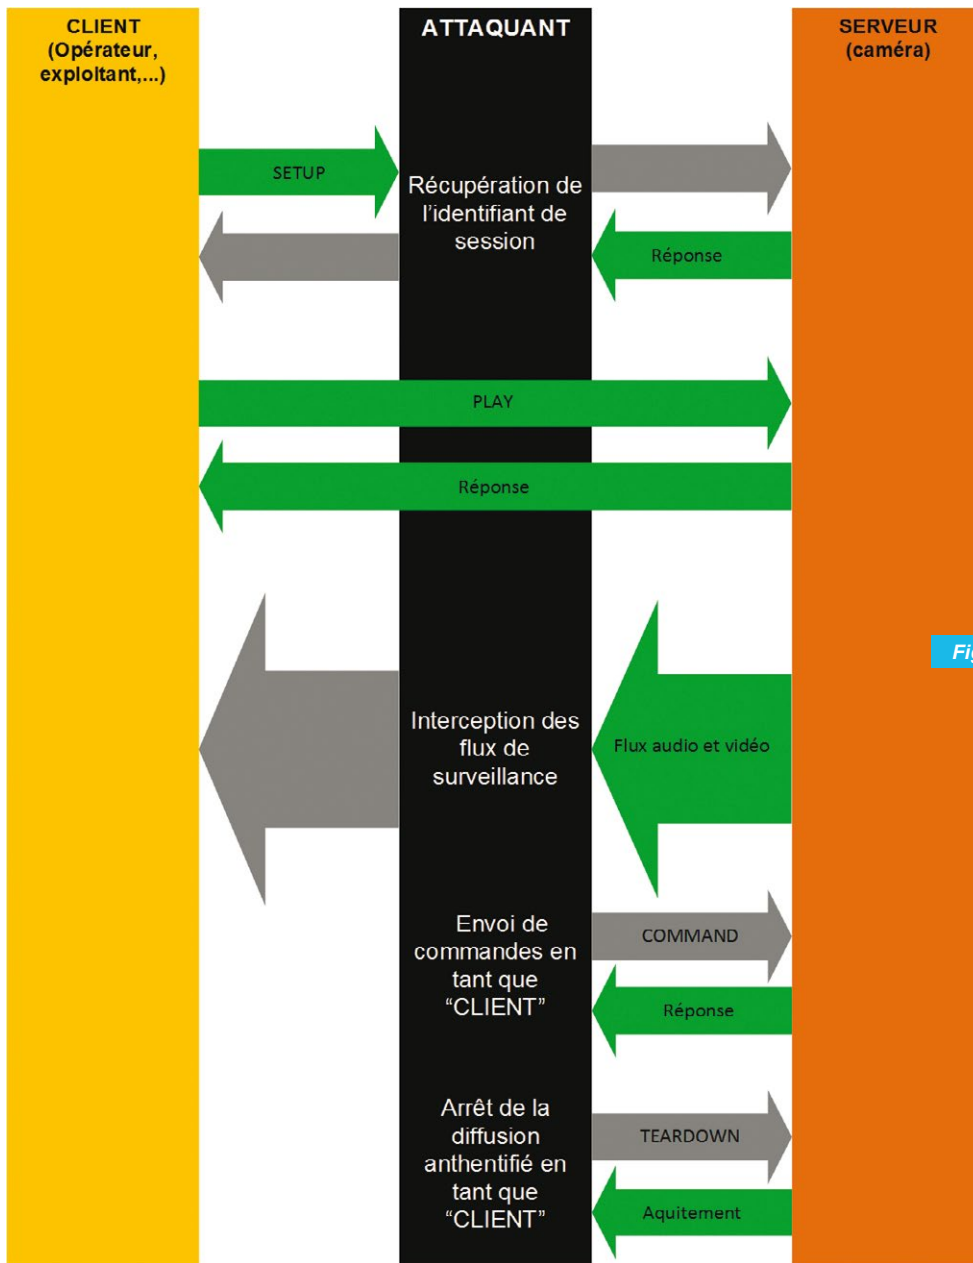 CLIENT
(Opérateur,
exploitant,...)
ATTAQUANT
SERVEUR
(caméra)
SETUP
Récupération de
l'identifiant de
session
Réponse
PLAY
Réponse
Interception des
flux de
surveillance
Flux audio et vidéo
Fig
Envoi de
commandes en
tant que
“CLIENT”
COMMAND
Réponse
Arrêt de la
diffusion
anthentifié en
tant que
“CLIENT”
TEARDOWN
Aquitement